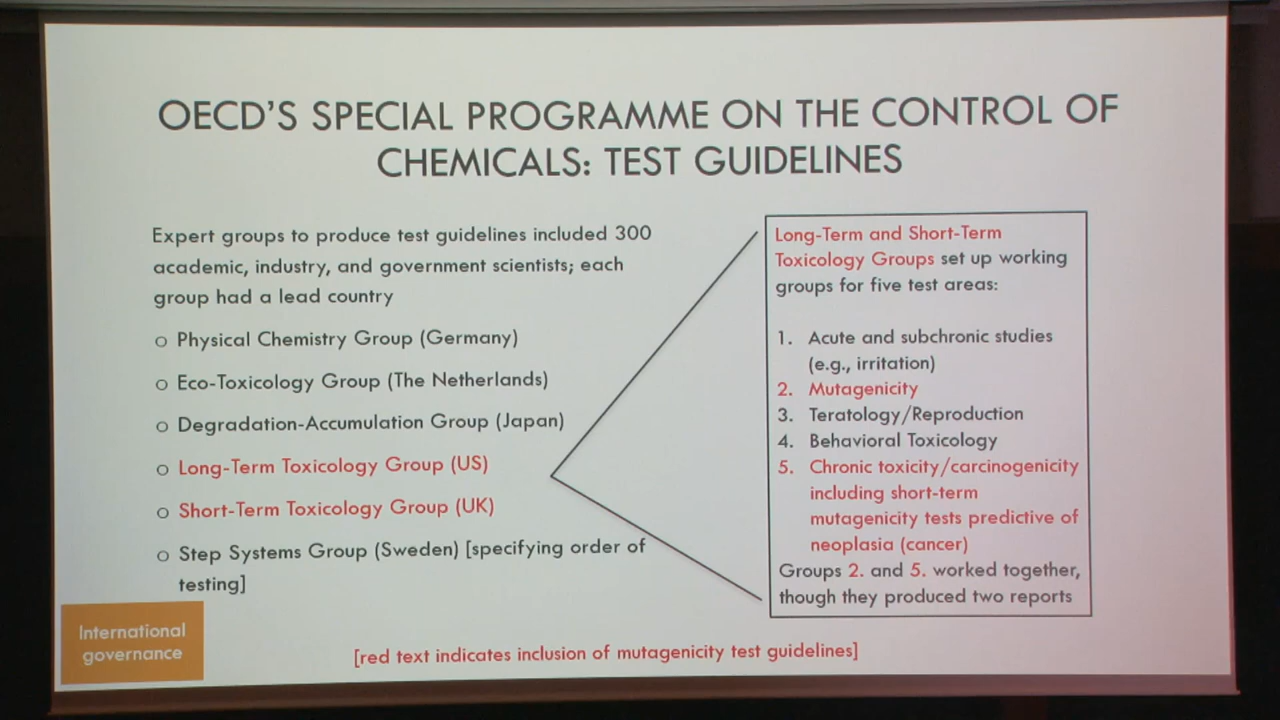 OECD'S SPECIAL PROGRAMME ON THE CONTROL OF
CHEMICALS: TEST GUIDELINES
Expert groups to produce test guidelines included 300
academic, industry, and government scientists; each
group had a lead country
o Physical Chemistry Group (Germany)
o Eco-Toxicology Group (The Netherlands)
o Degradation-Accumulation Group (Japan)
o Long-Term Toxicology Group (US)
o Short-Term Toxicology Group (UK)
o Step Systems Group (Sweden) [specifying order of
testing]
Long-Term and Short-Term
Toxicology Groups set up working
groups for five test areas:
1. Acute and subchronic studies
(e.g., irritation)
2. Mutagenicity
3. Teratology/Reproduction
4. Behavioral Toxicology
5. Chronic toxicity/carcinogenicity
including short-term
mutagenicity tests predictive of
neoplasia (cancer)
Groups 2. and 5. worked together,
though they produced two reports
International
governance
[red text indicates inclusion of mutagenicity test guidelines]